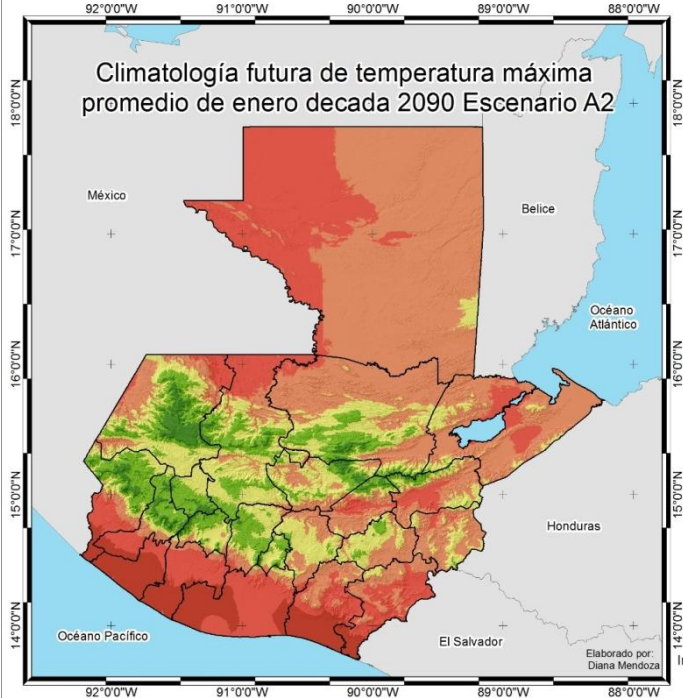 92°0'0"W 91°0'0"W 90°0'0"W 89°0'0"W 88°0'0"W
Climatología futura de temperatura máxima
promedio de enero decada 2090 Escenario A2
18°0'0"N
18°0'0"N
México
Belice
17°0'0"N
17°0'0"N
Océano
Atlántico
16°0'0"N
16°0'0"N
15°0'0"N
15°0'0"N
Honduras
14°0'0"N
14°0'0"N
Océano Pacífico
El Salvador
Elaborado por:
Diana Mendoza
92°0'0"W 91°0'0"W 90°0'0"W 89°0'0"W 88°0'0"W